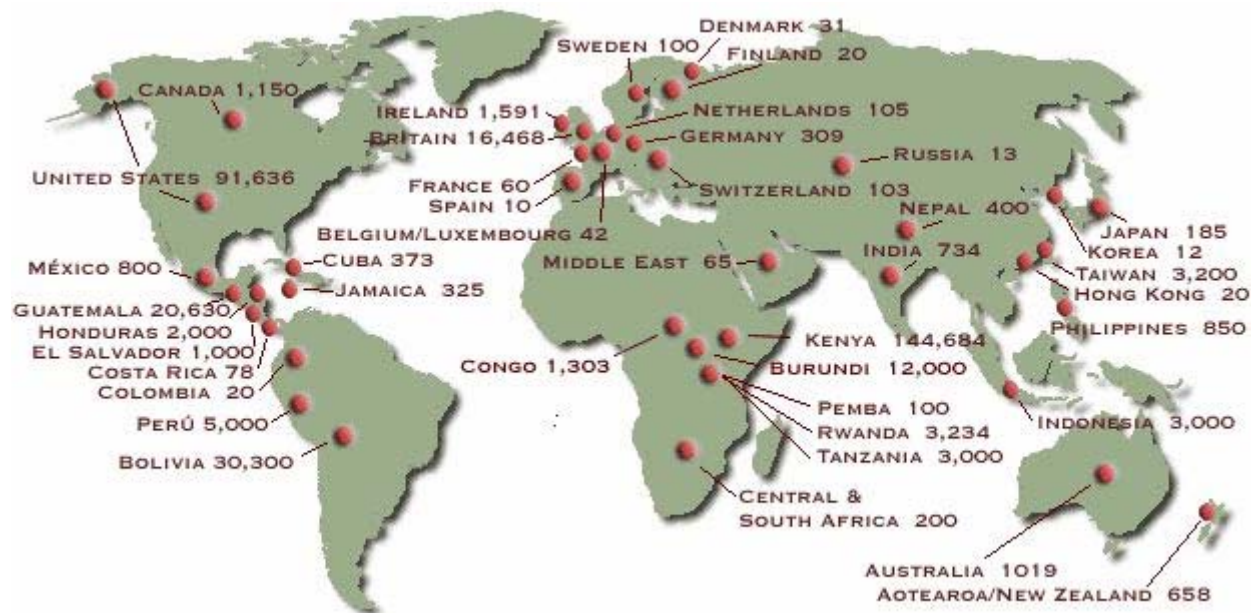 DENMARK 31
SWEDEN 100
FINLAND 20
CANADA 1,150
IRELAND 1,591
NETHERLANDS 105
BRITAIN 16,468
GERMANY 309
RUSSIA 13
UNITED STATES 91,636
FRANCE 60
SWITZERLAND 103
SPAIN 10
NEPAL 400
BELGIUM/LUXEMBOURG 42
JAPAN 185
CUBA 373
MIDDLE EAST 65
INDIA 734
KOREA 12
MÉXICO 800
TAIWAN 3,200
JAMAICA 325
HONG KONG 20
GUATEMALA 20,630
HONDURAS 2,000
PHILIPPINES 850
EL SALVADOR 1,000
KENYA 144,684
COSTA RICA 78
CONGO 1,303
BURUNDI 12,000
COLOMBIA 20
PEMBA 100
PERÚ 5,000
RWANDA 3,234
INDONESIA 3,000
TANZANIA 3,000
BOLIVIA 30,300
CENTRAL &
SOUTH AFRICA 200
AUSTRALIA 1019
AOTEAROA/NEW ZEALAND 658